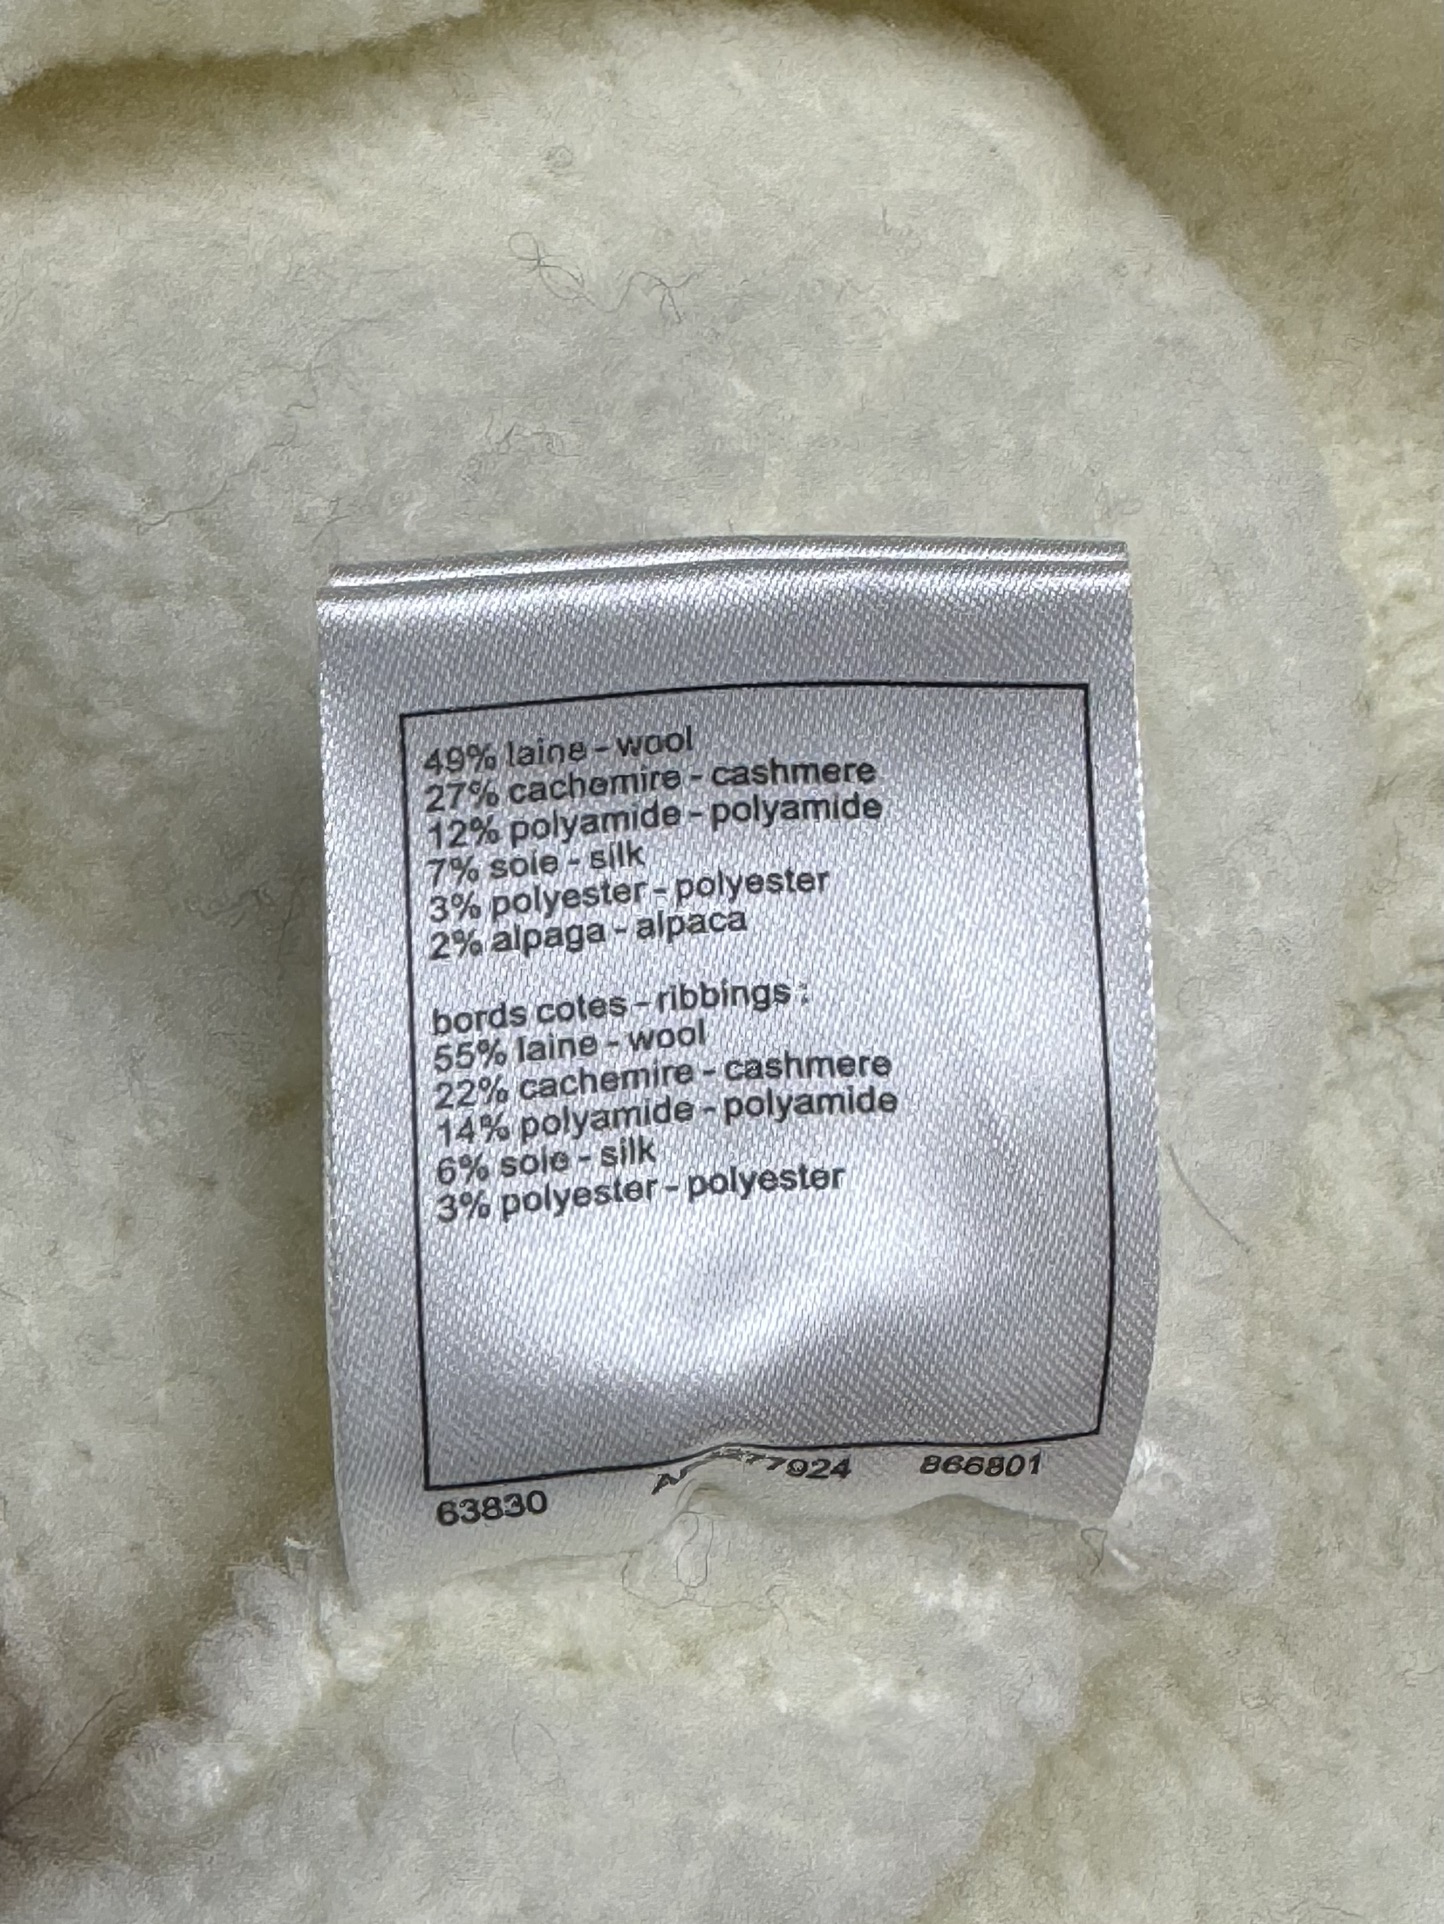 49% laine - wool
27% cachemire - cashmere
12% polyamide - polyamide
7% soie - silk
3% polyester - polyester
2% alpaga - alpaca
bords cotes - ribbings :
55% laine - wool
22% cachemire - cashmere
14% polyamide - polyamide
6% soie - silk
3% polyester - polyester
63830 866801